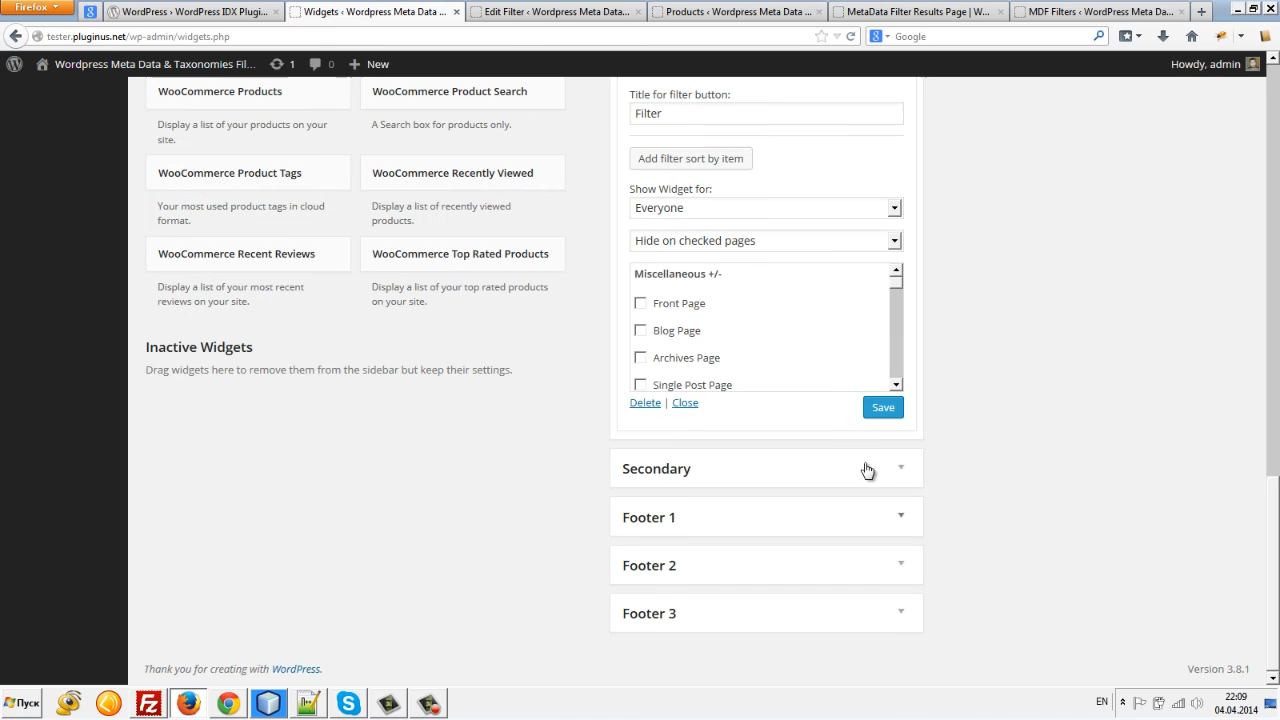 Firefox
WordPress › WordPress IDX Plugi...
Widgets ‹ Wordpress Meta Data ...
Edit Filter ‹ Wordpress Meta Data ...
Products ‹ Wordpress Meta Data ...
MetaData Filter Results Page | W...
MDF Filters ‹ Wordpress Meta Da...
tester.pluginus.net/wp-admin/widgets.php
Google
Wordpress Meta Data & Taxonomies Fil...
1
0
New
Howdy, admin
WooCommerce Products
WooCommerce Product Search
Display a list of your products on your
site.
A Search box for products only.
WooCommerce Product Tags
WooCommerce Recently Viewed
Your most used product tags in cloud
format.
Display a list of recently viewed
products.
WooCommerce Recent Reviews
WooCommerce Top Rated Products
Display a list of your most recent
reviews on your site.
Display a list of your top rated products
on your site.
Inactive Widgets
Drag widgets here to remove them from the sidebar but keep their settings.
Title for filter button:
Filter
Add filter sort by item
Show Widget for:
Everyone
Hide on checked pages
Miscellaneous +/-
Front Page
Blog Page
Archives Page
Single Post Page
Delete | Close
Save
Secondary
Footer 1
Footer 2
Footer 3
Thank you for creating with WordPress.
Version 3.8.1
Пуск
EN
22:09
04.04.2014